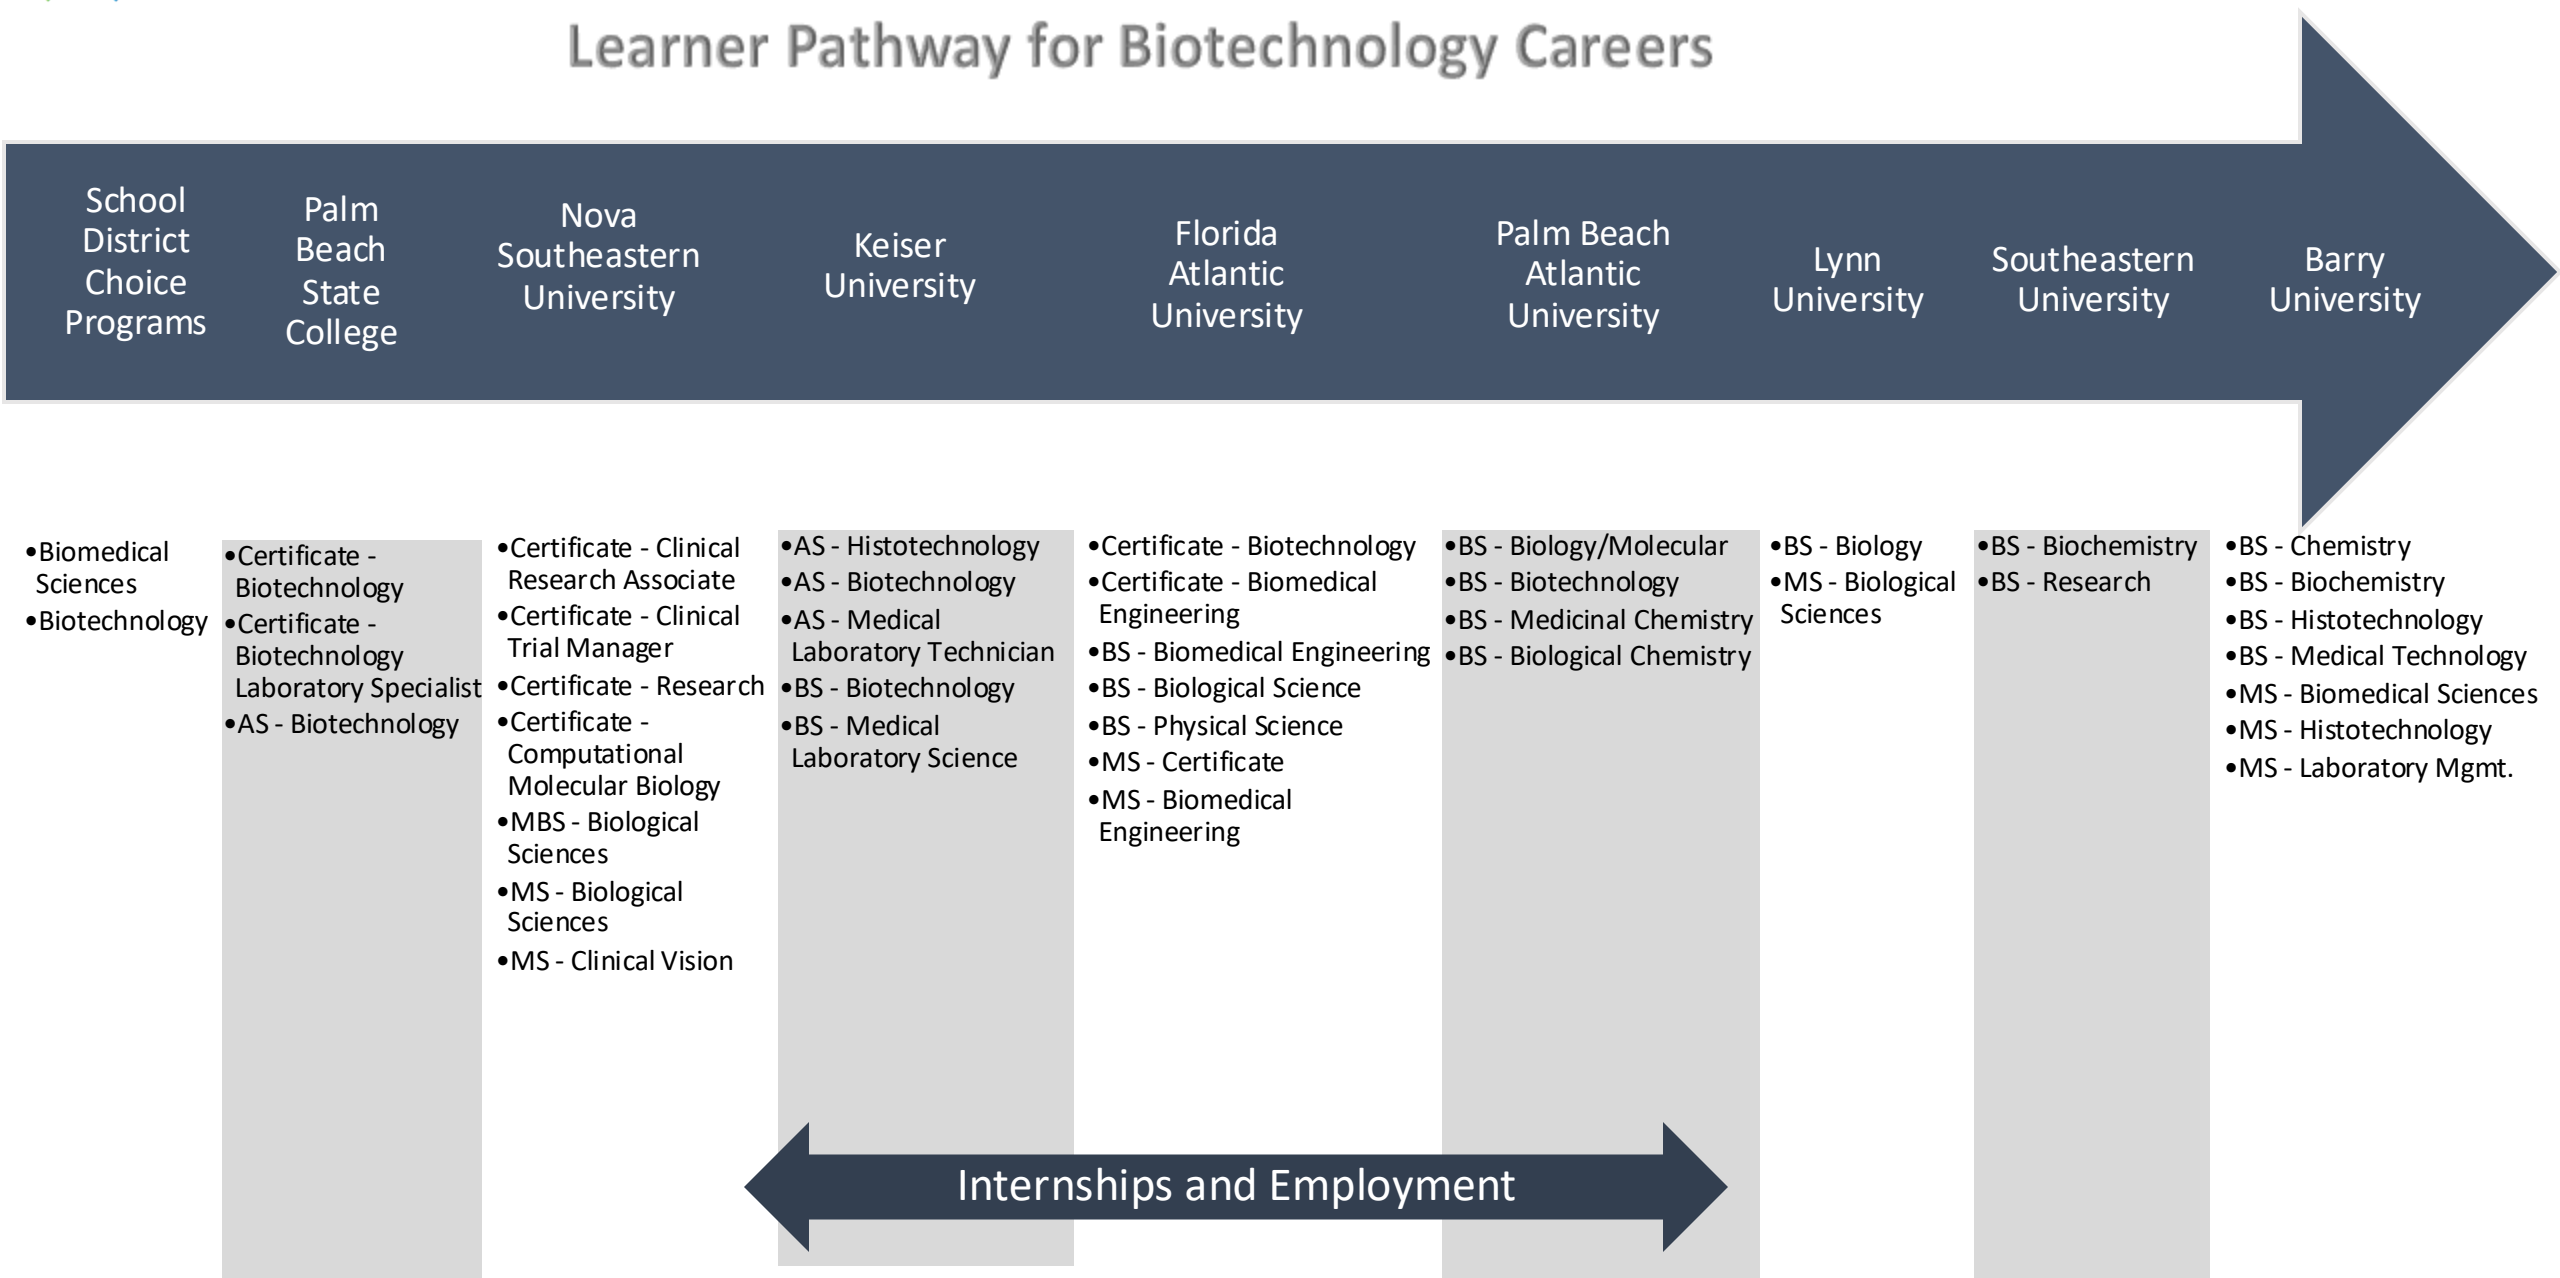 Learner Pathway for Biotechnology Careers
School
District
Choice
Programs
Palm
Beach
State
College
Nova
Southeastern
University
Keiser
University
Florida
Atlantic
University
Palm Beach
Atlantic
University
Lynn
University
Southeastern
University
Barry
University
•Biomedical
Sciences
•Biotechnology
•Certificate -
Biotechnology
•Certificate -
Biotechnology
Laboratory Specialist
•AS - Biotechnology
•Certificate - Clinical
Research Associate
•Certificate - Clinical
Trial Manager
•Certificate - Research
•Certificate -
Computational
Molecular Biology
•MBS - Biological
Sciences
•MS - Biological
Sciences
•MS - Clinical Vision
•AS - Histotechnology
•AS - Biotechnology
•AS - Medical
Laboratory Technician
•BS - Biotechnology
•BS - Medical
Laboratory Science
•Certificate - Biotechnology
•Certificate - Biomedical
Engineering
•BS - Biomedical Engineering
•BS - Biological Science
•BS - Physical Science
•MS - Certificate
•MS - Biomedical
Engineering
•BS - Biology/Molecular
•BS - Biotechnology
•BS - Medicinal Chemistry
•BS - Biological Chemistry
•BS - Biology
•MS - Biological
Sciences
•BS - Biochemistry
•BS - Research
•BS - Chemistry
•BS - Biochemistry
•BS - Histotechnology
•BS - Medical Technology
•MS - Biomedical Sciences
•MS - Histotechnology
•MS - Laboratory Mgmt.
Internships and Employment